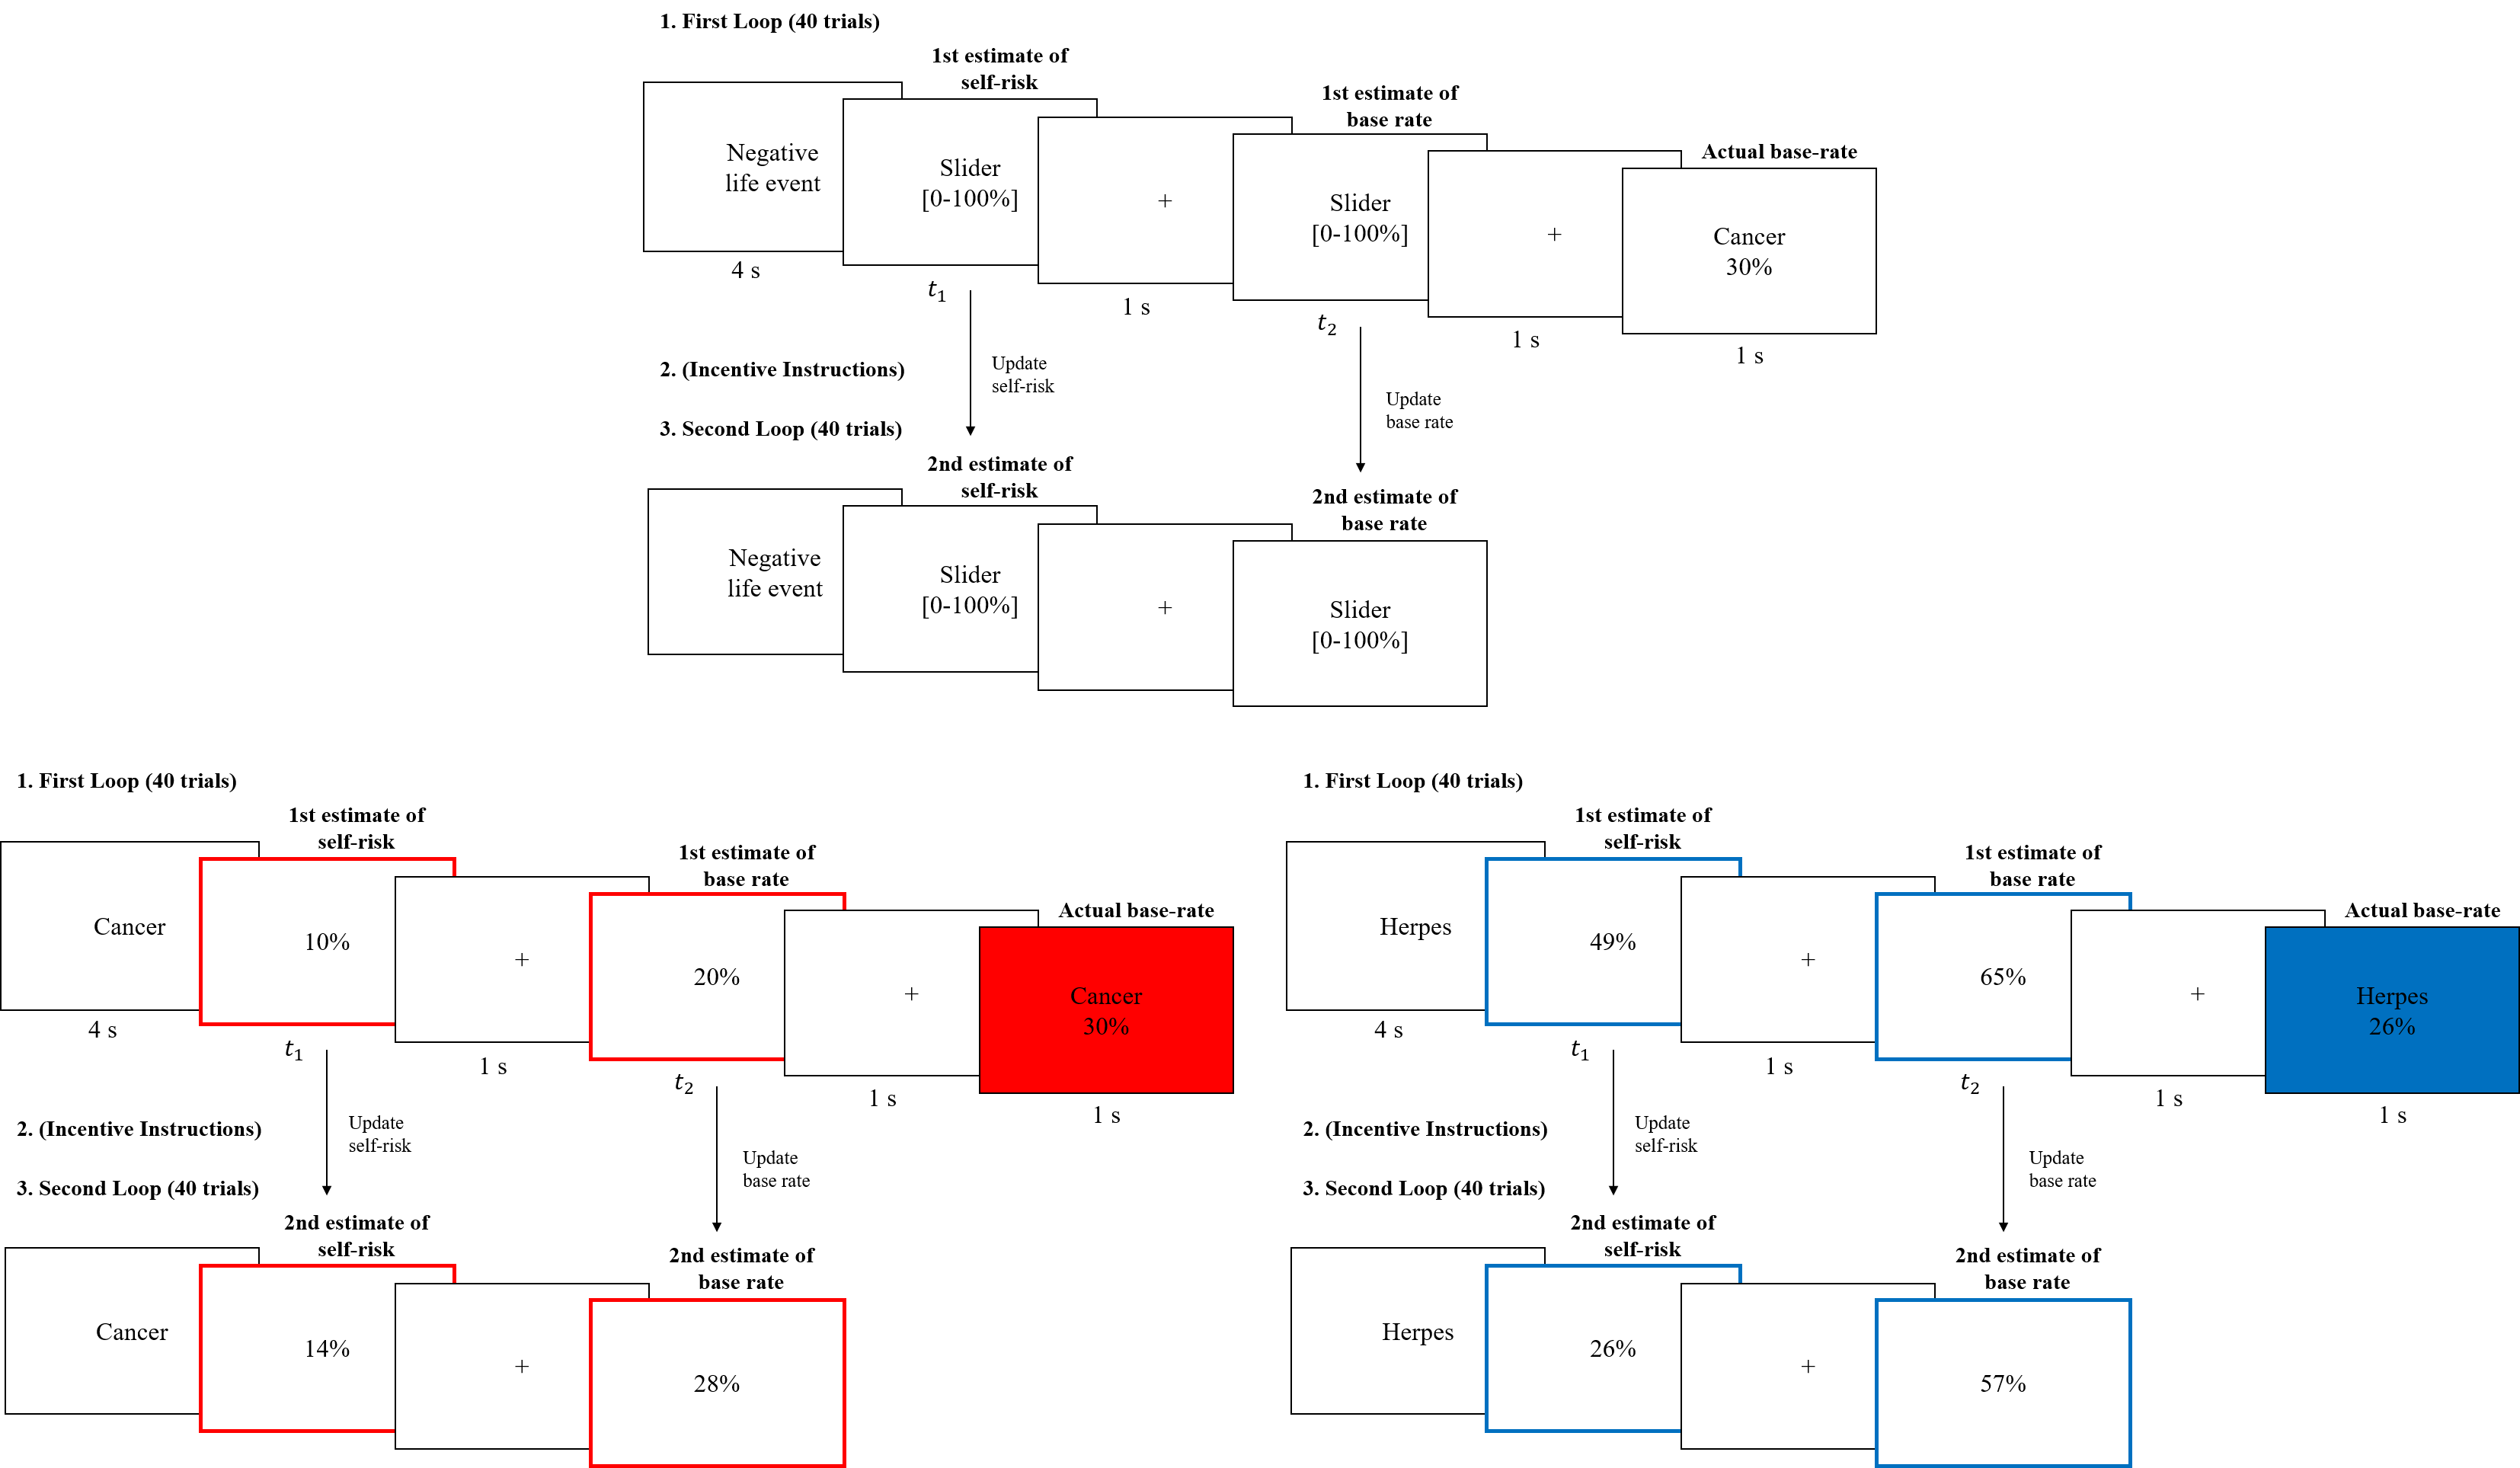 1. First Loop (40 trials)
1st estimate of
self-risk
1st estimate of
base rate
Actual base-rate
Negative
life event
Slider
[0-100%]
+
Slider
[0-100%]
+
Cancer
30%
4 s
t₁
1 s
t₂
1 s
1 s
2. (Incentive Instructions)
Update
self-risk
Update
base rate
3. Second Loop (40 trials)
2nd estimate of
self-risk
2nd estimate of
base rate
Negative
life event
Slider
[0-100%]
+
Slider
[0-100%]
1. First Loop (40 trials)
1st estimate of
self-risk
1st estimate of
base rate
Actual base-rate
Cancer
10%
+
20%
+
Cancer
30%
4 s
t₁
1 s
t₂
1 s
1 s
2. (Incentive Instructions)
Update
self-risk
Update
base rate
3. Second Loop (40 trials)
2nd estimate of
self-risk
2nd estimate of
base rate
Cancer
14%
+
28%
1. First Loop (40 trials)
1st estimate of
self-risk
1st estimate of
base rate
Actual base-rate
Herpes
49%
+
65%
+
Herpes
26%
4 s
t₁
1 s
t₂
1 s
1 s
2. (Incentive Instructions)
Update
self-risk
Update
base rate
3. Second Loop (40 trials)
2nd estimate of
self-risk
2nd estimate of
base rate
Herpes
26%
+
57%